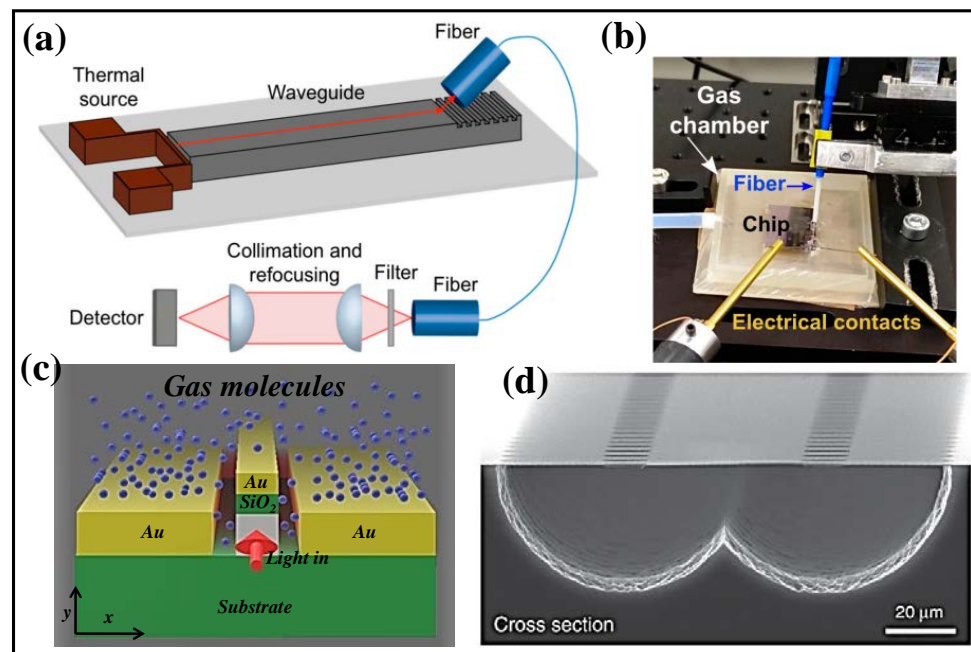 (a)
Fiber
Thermal
source
Waveguide
Collimation and
refocusing
Filter
Fiber
Detector
(b)
Gas
chamber
Fiber
Chip
Electrical contacts
(c)
Gas molecules
Au
SiO2
Au
Au
Light in
Substrate
y
x
(d)
Cross section
20 μm